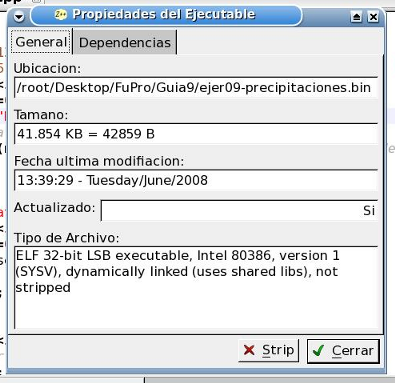 Propiedades del Ejecutable
General Dependencias
Ubicacion:
/root/Desktop/FuPro/Guia9/ejer09-precipitaciones.bin
Tamano:
41.854 KB = 42859 B
Fecha ultima modifiacion:
13:39:29 - Tuesday/June/2008
Actualizado: Si
Tipo de Archivo:
ELF 32-bit LSB executable, Intel 80386, version 1
(SYSV), dynamically linked (uses shared libs), not
stripped
Strip Cerrar